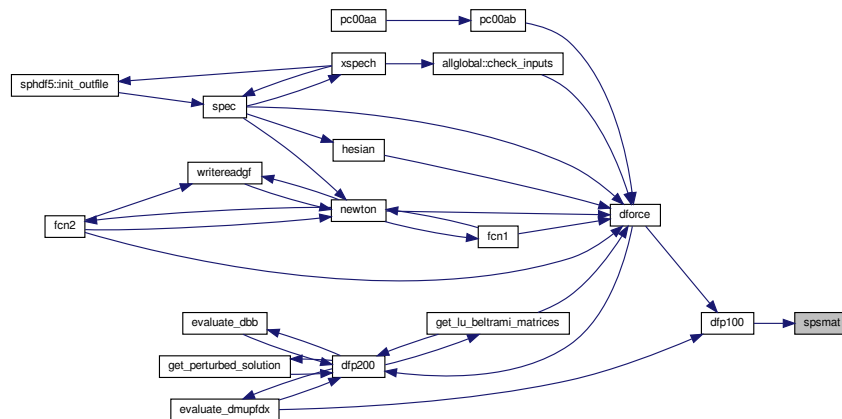 pc00aa
pc00ab
xspech
allglobal::check_inputs
sphdf5::init_outfile
spec
hesian
writereadgf
newton
dforce
fcn2
fcn1
evaluate_dbb
get_lu_beltrami_matrices
dfp100
spsmat
get_perturbed_solution
dfp200
evaluate_dmupfdx